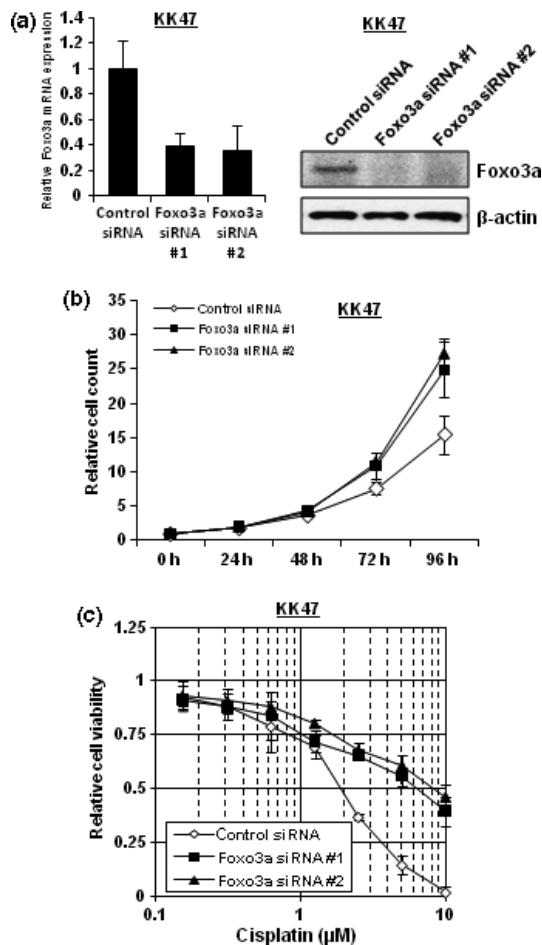 (a)
KK47
Relative Foxo3a mRNA expression
1.4
1.2
1
0.8
0.6
0.4
0.2
0
Control siRNA
Foxo3a siRNA #1
Foxo3a siRNA #2
KK47
Control siRNA
Foxo3a siRNA #1
Foxo3a siRNA #2
Foxo3a
β-actin
(b)
KK47
Relative cell count
35
30
25
20
15
10
5
0
Control siRNA
Foxo3a siRNA #1
Foxo3a siRNA #2
0 h
24 h
48 h
72 h
96 h
(c)
KK47
Relative cell viability
1.25
1
0.75
0.5
0.25
0
Control siRNA
Foxo3a siRNA #1
Foxo3a siRNA #2
0.1
1
10
Cisplatin (μM)